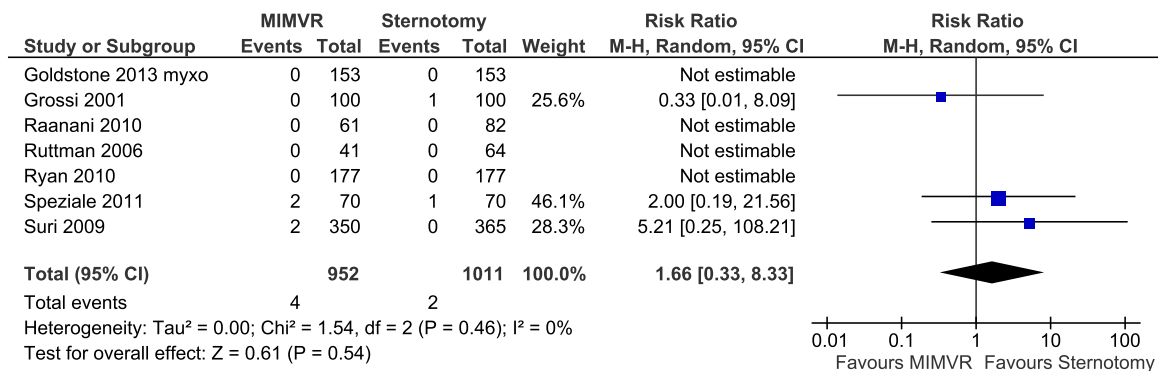 MIMVR Sternotomy Risk Ratio Risk Ratio
Study or Subgroup Events Total Events Total Weight M-H, Random, 95% CI M-H, Random, 95% CI
Goldstone 2013 myxo 0 153 0 153 Not estimable
Grossi 2001 0 100 1 100 25.6% 0.33 [0.01, 8.09]
Raanani 2010 0 61 0 82 Not estimable
Ruttman 2006 0 41 0 64 Not estimable
Ryan 2010 0 177 0 177 Not estimable
Speziale 2011 2 70 1 70 46.1% 2.00 [0.19, 21.56]
Suri 2009 2 350 0 365 28.3% 5.21 [0.25, 108.21]
Total (95% CI) 952 1011 100.0% 1.66 [0.33, 8.33]
Total events 4 2
Heterogeneity: Tau² = 0.00; Chi² = 1.54, df = 2 (P = 0.46); I² = 0%
Test for overall effect: Z = 0.61 (P = 0.54)
0.01 0.1 1 10 100
Favours MIMVR Favours Sternotomy